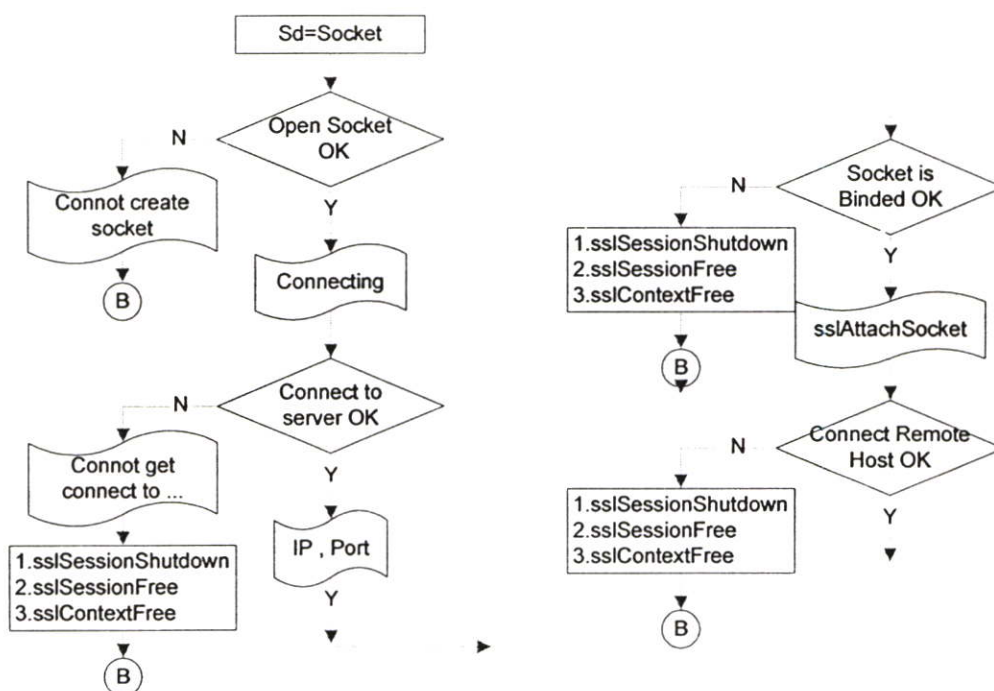 Sd=Socket
Open Socket
OK
N
Connot create
socket
B
Y
Connecting
Connect to
server OK
N
Connot get
connect to ...
1.sslSessionShutdown
2.sslSessionFree
3.sslContextFree
B
Y
IP , Port
Y
Socket is
Binded OK
N
1.sslSessionShutdown
2.sslSessionFree
3.sslContextFree
B
Y
sslAttachSocket
Connect Remote
Host OK
N
1.sslSessionShutdown
2.sslSessionFree
3.sslContextFree
B
Y